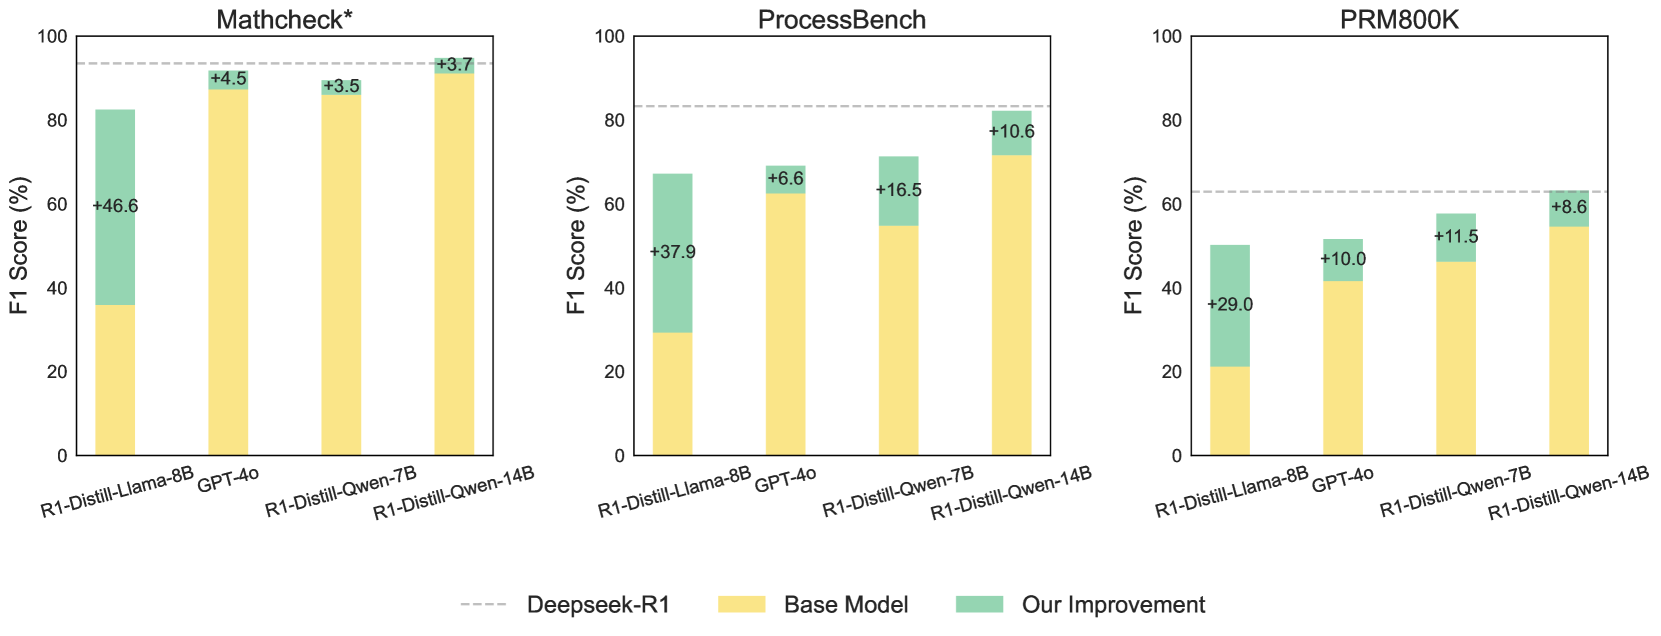 Mathcheck*
F1 Score (%)
100
80
60
40
20
0
+46.6
+4.5
+3.5
+3.7
R1-Distill-Llama-8B
GPT-4o
R1-Distill-Qwen-7B
R1-Distill-Qwen-14B
ProcessBench
F1 Score (%)
100
80
60
40
20
0
+37.9
+6.6
+16.5
+10.6
R1-Distill-Llama-8B
GPT-4o
R1-Distill-Qwen-7B
R1-Distill-Qwen-14B
PRM800K
F1 Score (%)
100
80
60
40
20
0
+29.0
+10.0
+11.5
+8.6
R1-Distill-Llama-8B
GPT-4o
R1-Distill-Qwen-7B
R1-Distill-Qwen-14B
Deepseek-R1
Base Model
Our Improvement